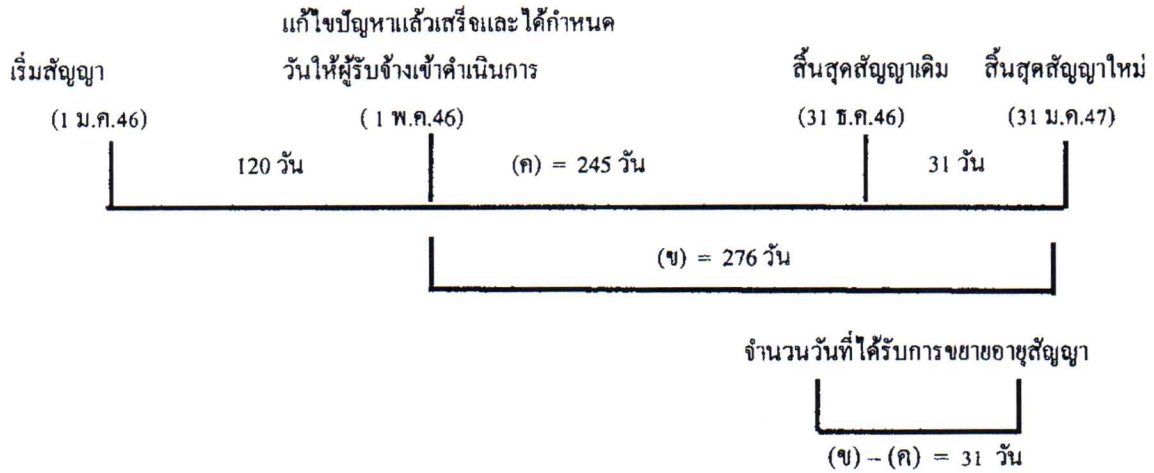 แก้ไขปัญหาแล้วเสร็จและได้กำหนด
เริ่มสัญญา วันให้ผู้รับจ้างเข้าดำเนินการ สิ้นสุดสัญญาเดิม สิ้นสุดสัญญาใหม่
(1 ม.ค.46) ( 1 พ.ค.46) (31 ธ.ค.46) (31 ม.ค.47)
120 วัน (ค) = 245 วัน 31 วัน
(ข) = 276 วัน
จำนวนวันที่ได้รับการขยายอายุสัญญา
(ข) – (ค) = 31 วัน